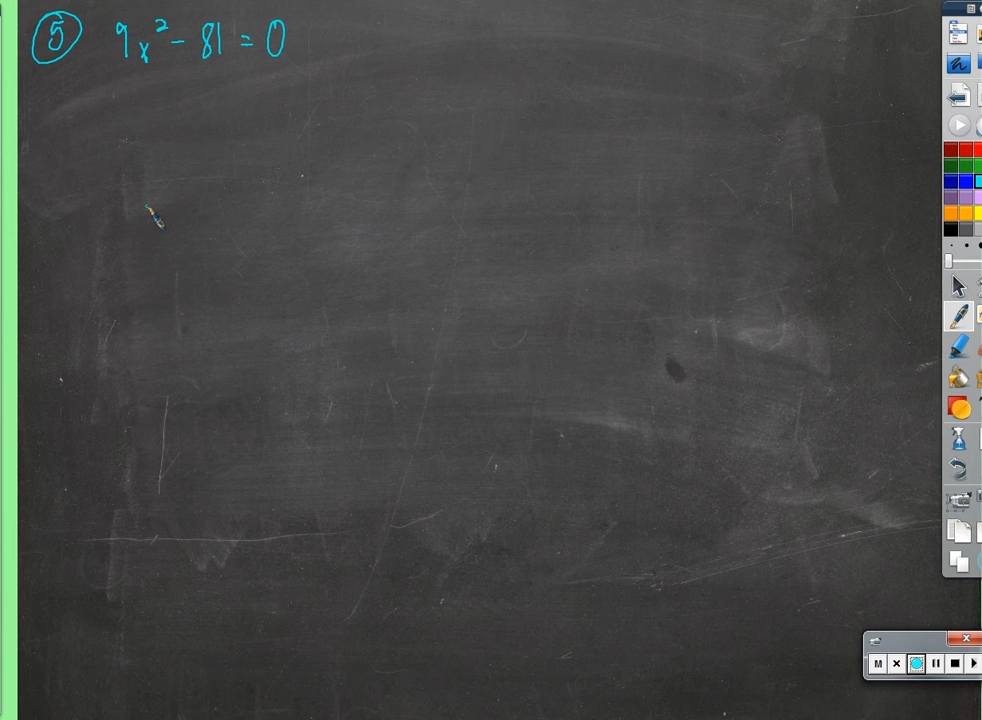 ⑤ 9x² - 81 = 0
M